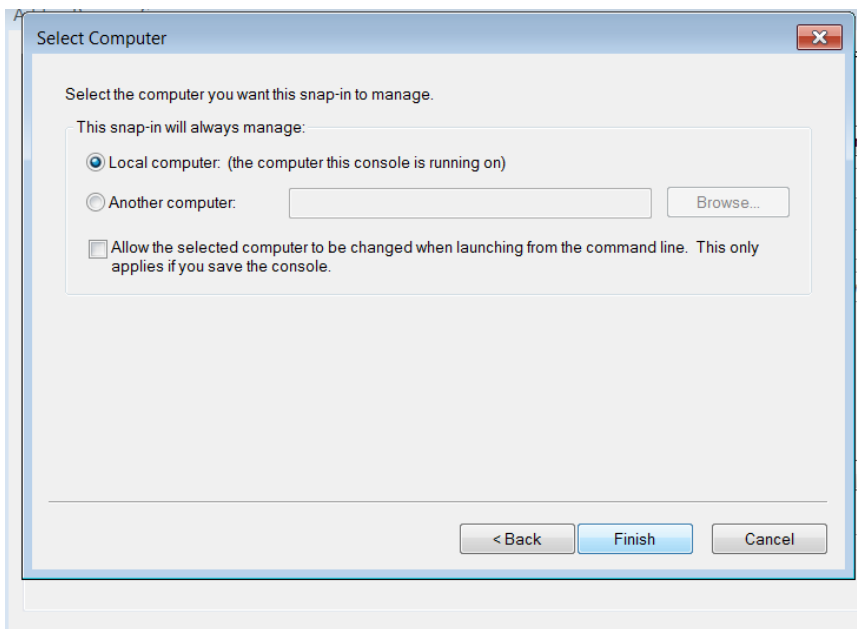 Select Computer
Select the computer you want this snap-in to manage.
This snap-in will always manage:
Local computer: (the computer this console is running on)
Another computer:
Browse...
Allow the selected computer to be changed when launching from the command line. This only
applies if you save the console.
< Back
Finish
Cancel